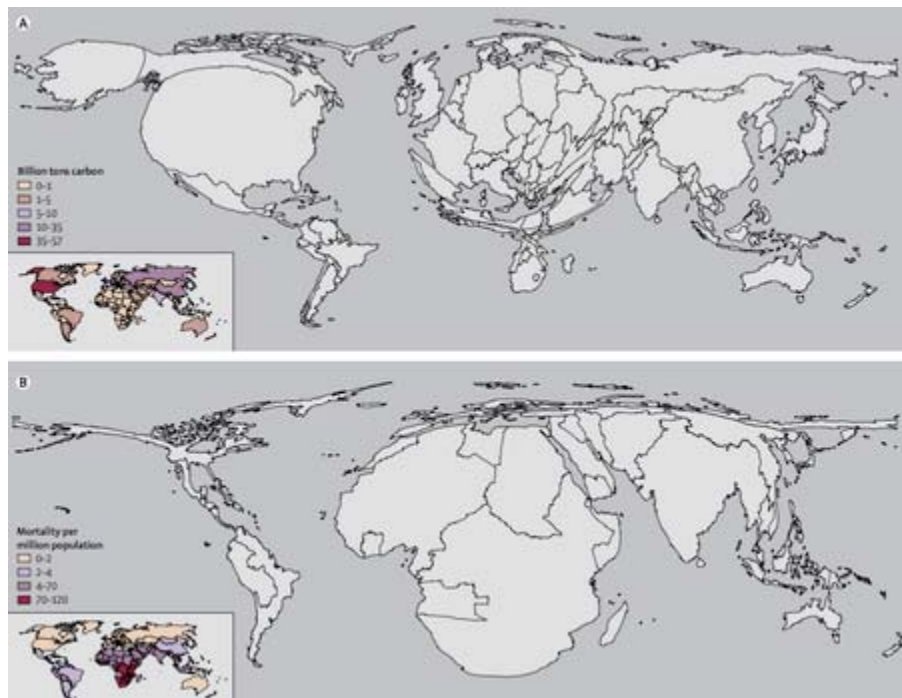 A
Billion tons carbon
0–1
1–5
5–10
10–35
35–57
B
Mortality per
million population
0–2
2–4
4–70
70–120